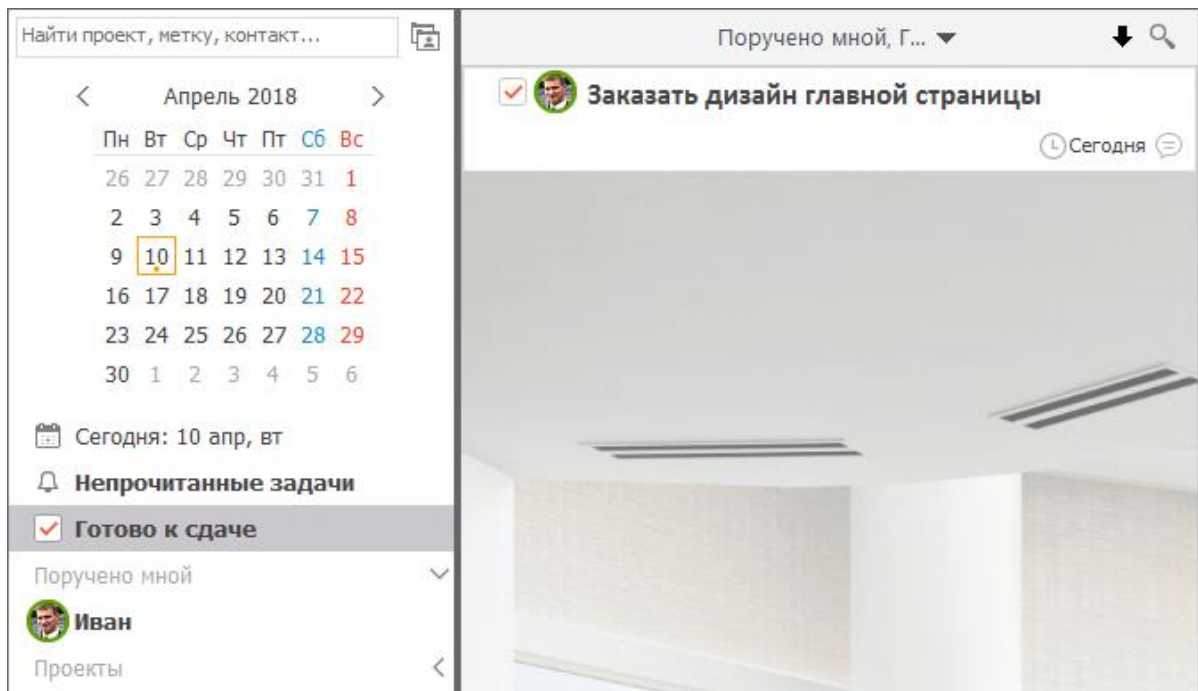 Найти проект, метку, контакт...
Апрель 2018
Пн Вт Ср Чт Пт Сб Вс
26 27 28 29 30 31 1
2 3 4 5 6 7 8
9 10 11 12 13 14 15
16 17 18 19 20 21 22
23 24 25 26 27 28 29
30 1 2 3 4 5 6
Сегодня: 10 апр, вт
Непрочитанные задачи
Готово к сдаче
Поручено мной
Иван
Проекты
Поручено мной, Г...
Заказать дизайн главной страницы
Сегодня